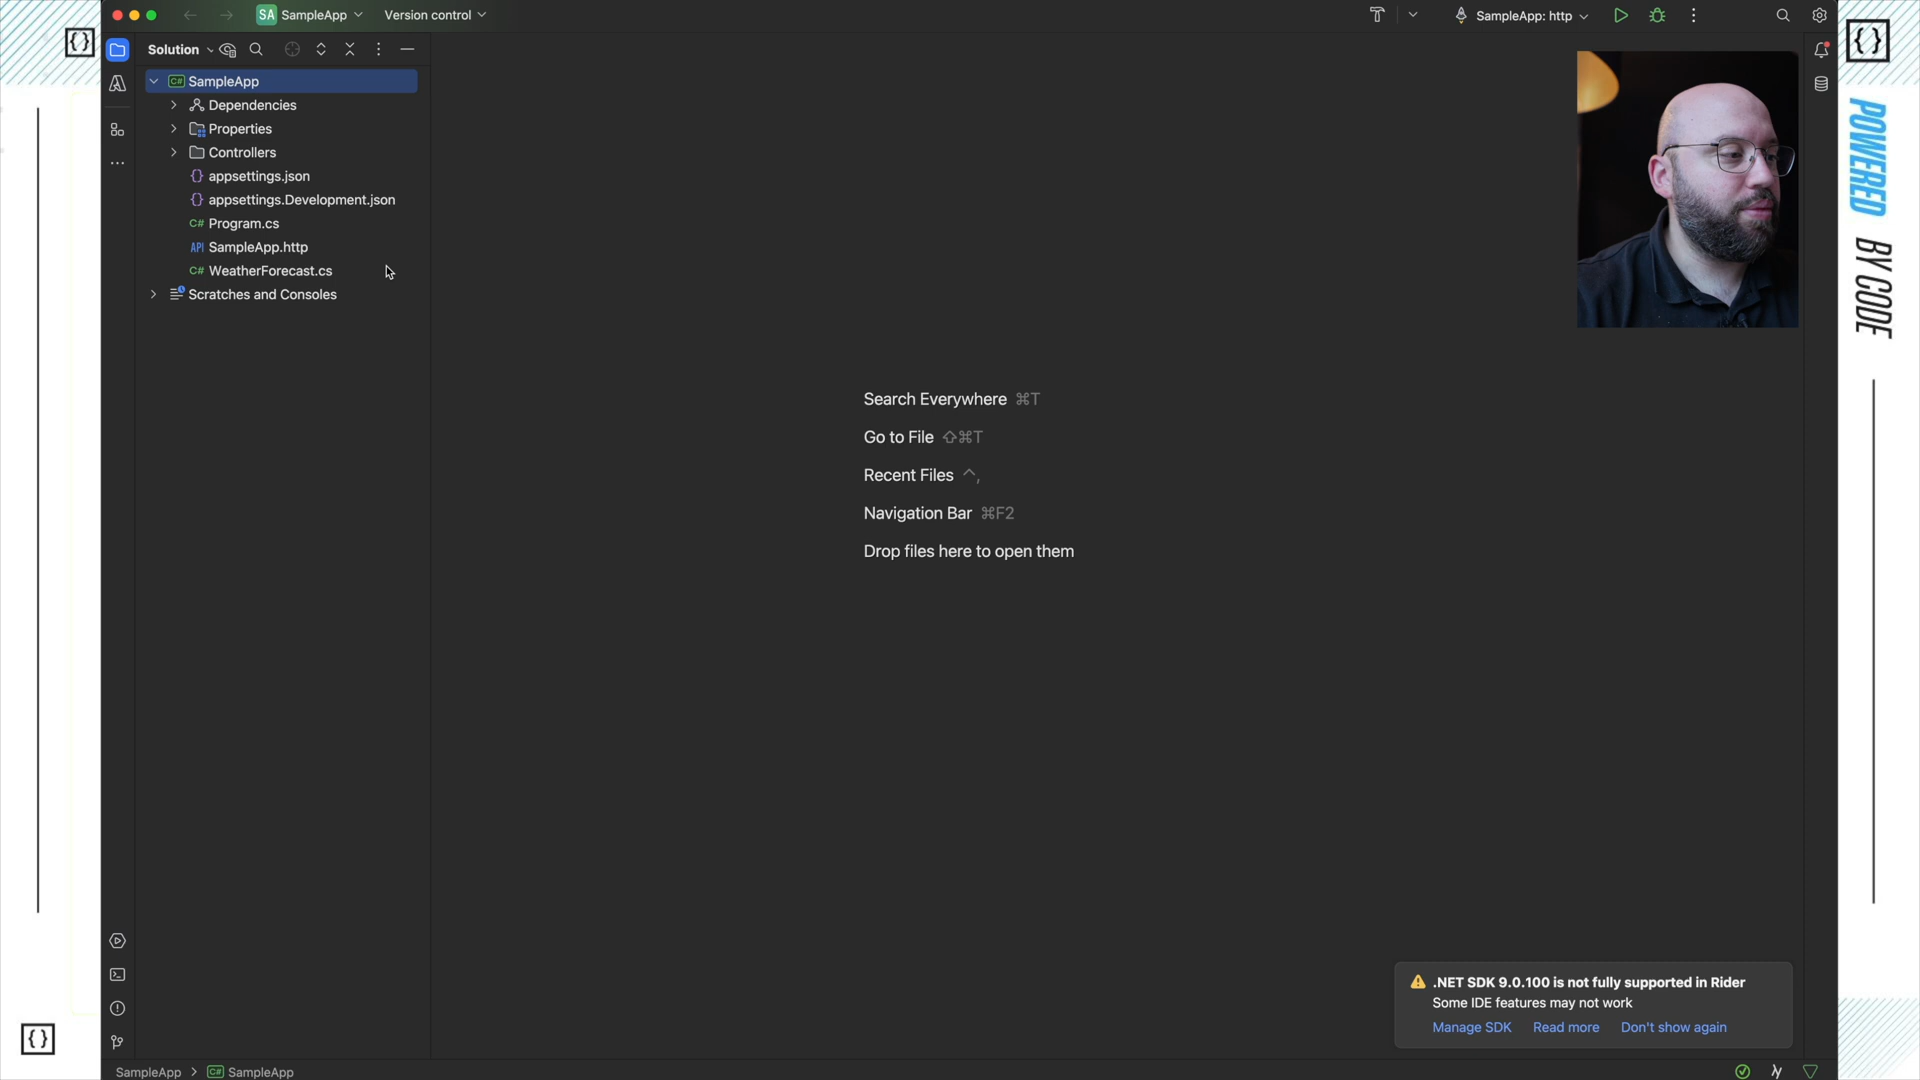 SA SampleApp
Version control
SampleApp: http
Solution
C# SampleApp
Dependencies
Properties
Controllers
{} appsettings.json
{} appsettings.Development.json
C# Program.cs
API SampleApp.http
C# WeatherForecast.cs
Scratches and Consoles
Search Everywhere ⌘T
Go to File ⇧⌘T
Recent Files ⌃,
Navigation Bar ⌘F2
Drop files here to open them
.NET SDK 9.0.100 is not fully supported in Rider
Some IDE features may not work
Manage SDK Read more Don't show again
SampleApp > C# SampleApp
{}
{}
{}
POWERED BY CODE